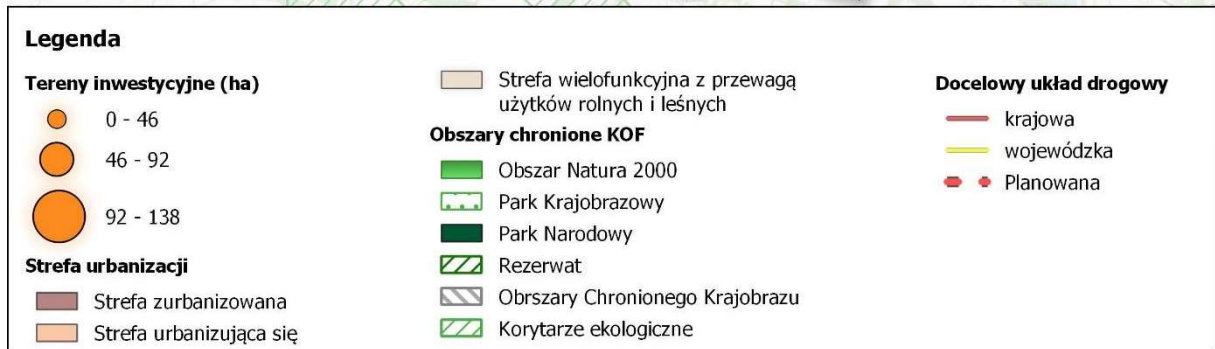 Legenda
Tereny inwestycyjne (ha)
0 - 46
46 - 92
92 - 138
Strefa urbanizacji
Strefa zurbanizowana
Strefa urbanizująca się
Strefa wielofunkcyjna z przewagą
użytków rolnych i leśnych
Obszary chronione KOF
Obszar Natura 2000
Park Krajobrazowy
Park Narodowy
Rezerwat
Obrszary Chronionego Krajobrazu
Korytarze ekologiczne
Docelowy układ drogowy
krajowa
wojewódzka
Planowana